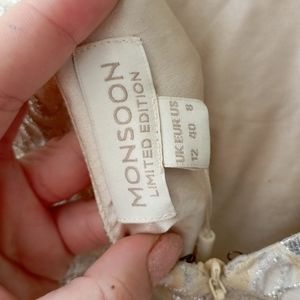 MONSOON
LIMITED EDITION
UK EUR US
12 40 8